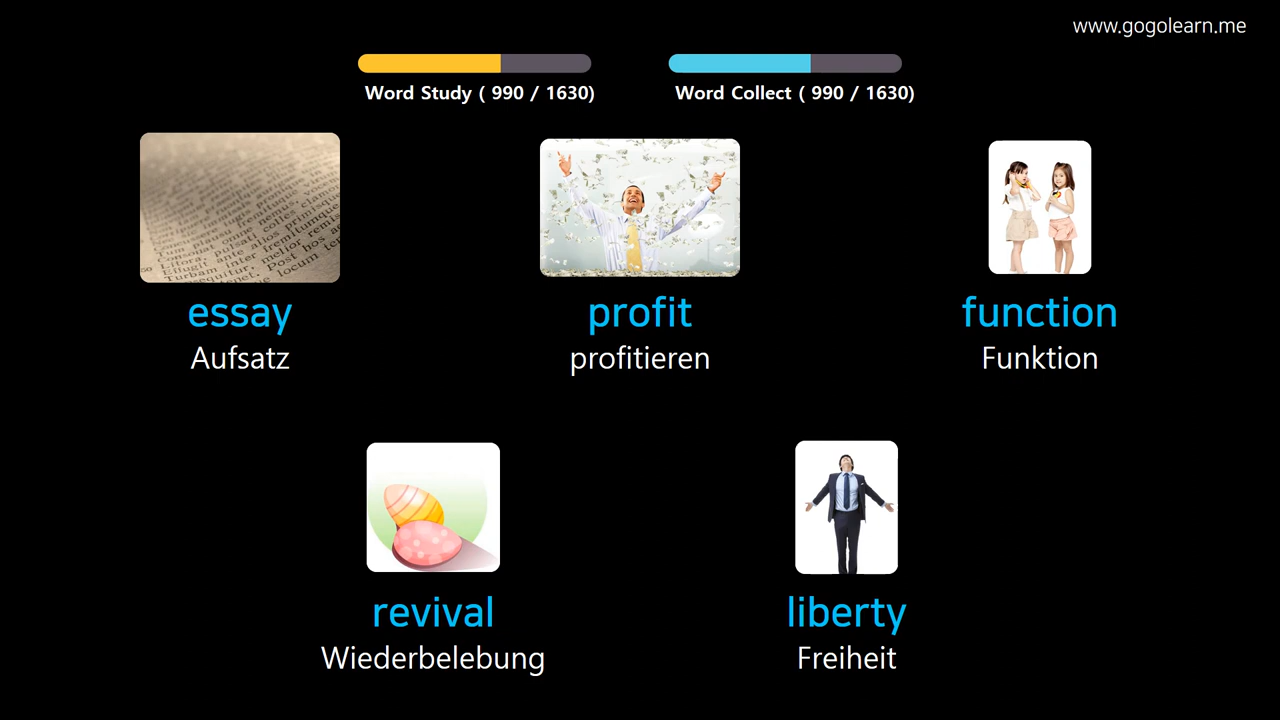 www.gogolearn.me
Word Study ( 990 / 1630)
Word Collect ( 990 / 1630)
essay
Aufsatz
profit
profitieren
function
Funktion
revival
Wiederbelebung
liberty
Freiheit